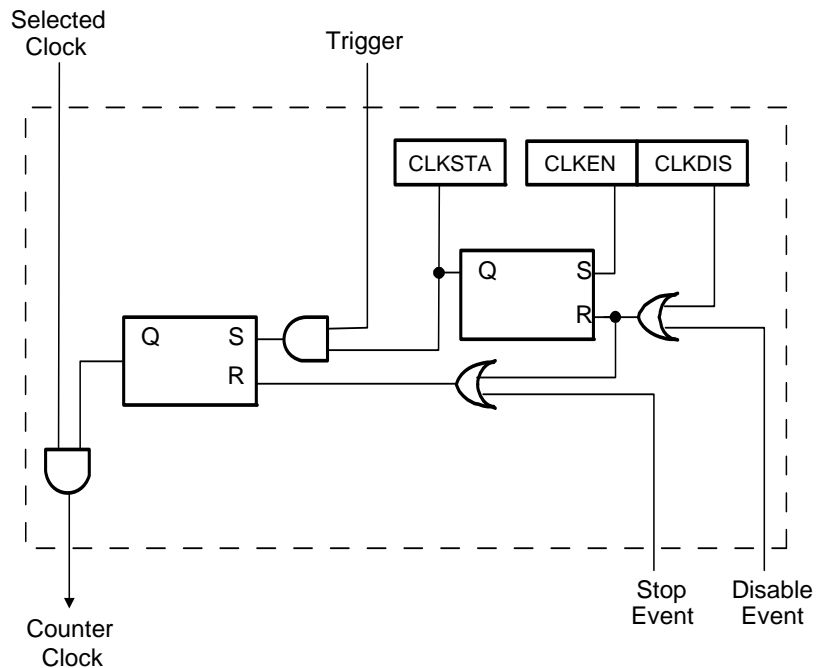 Selected
Clock
Trigger
CLKSTA
CLKEN
CLKDIS
Q
S
R
Q
S
R
Stop
Event
Disable
Event
Counter
Clock